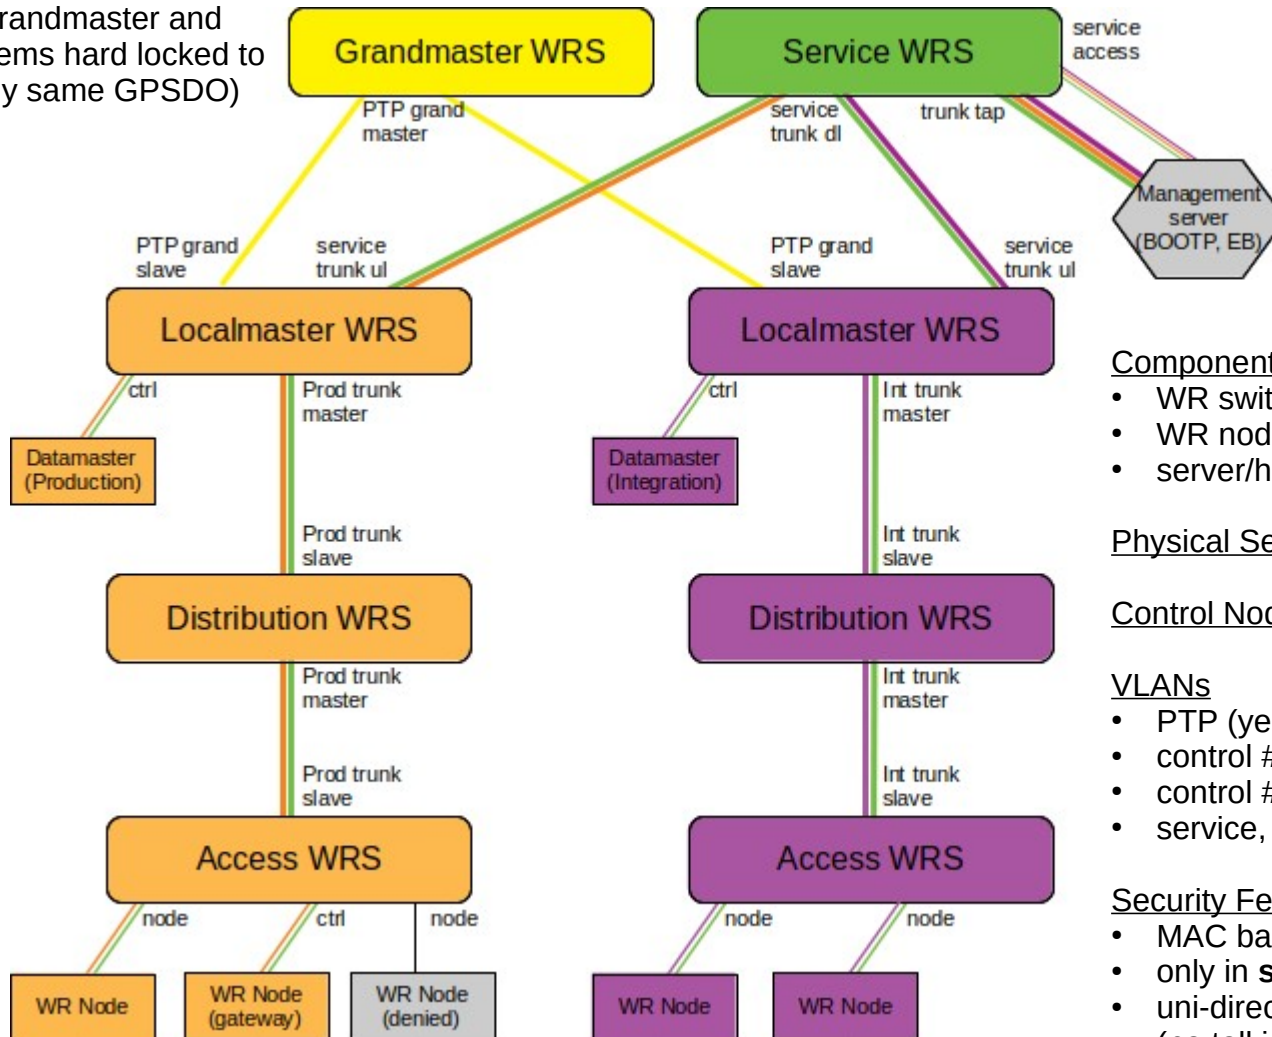 randmaster and
ems hard locked to
y same GPSDO)
Grandmaster WRS
Service WRS
service
access
PTP grand
master
service
trunk dl
trunk tap
Management
server
(BOOTP, EB)
PTP grand
slave
service
trunk ul
PTP grand
slave
service
trunk ul
Localmaster WRS
Localmaster WRS
ctrl
Prod trunk
master
ctrl
Int trunk
master
Datamaster
(Production)
Datamaster
(Integration)
Prod trunk
slave
Int trunk
slave
Distribution WRS
Distribution WRS
Prod trunk
master
Int trunk
master
Prod trunk
slave
Int trunk
slave
Access WRS
Access WRS
node
ctrl
node
node
node
WR Node
WR Node
(gateway)
WR Node
(denied)
WR Node
WR Node
Component
• WR swit
• WR nod
• server/h
Physical Se
Control Noc
VLANs
• PTP (ye
• control #
• control #
• service,
Security Fe
• MAC ba
• only in s
• uni-direc